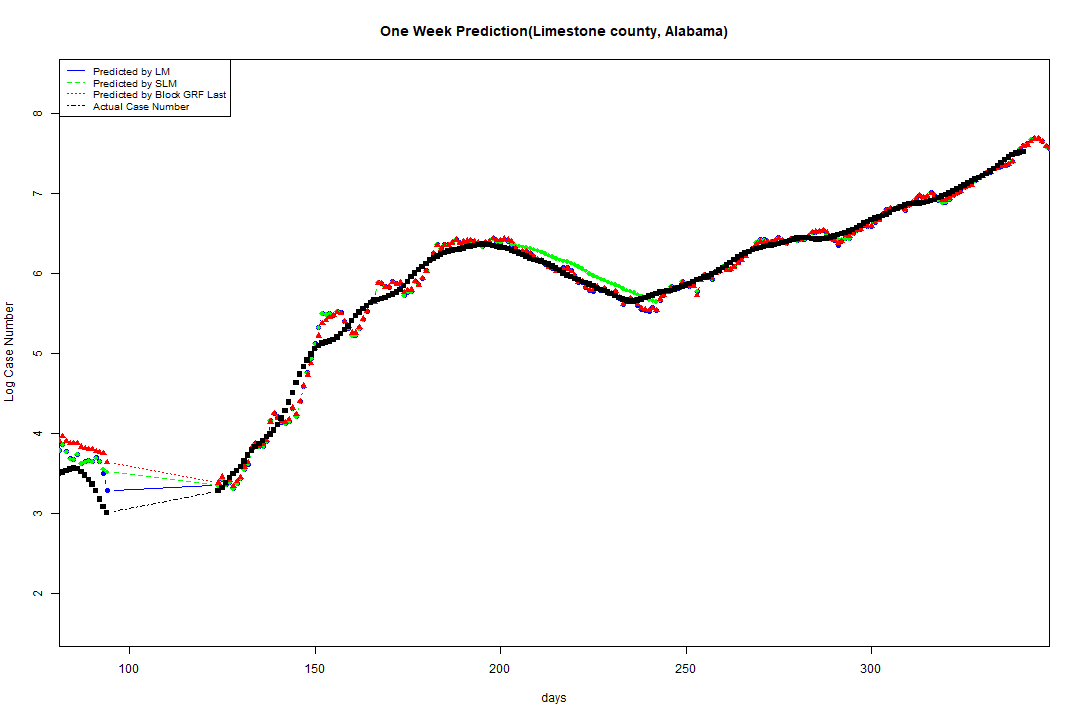 One Week Prediction(Limestone county, Alabama)
Predicted by LM
Predicted by SLM
Predicted by Block GRF Last
Actual Case Number
8
7
6
5
4
3
2
Log Case Number
100 150 200 250 300
days